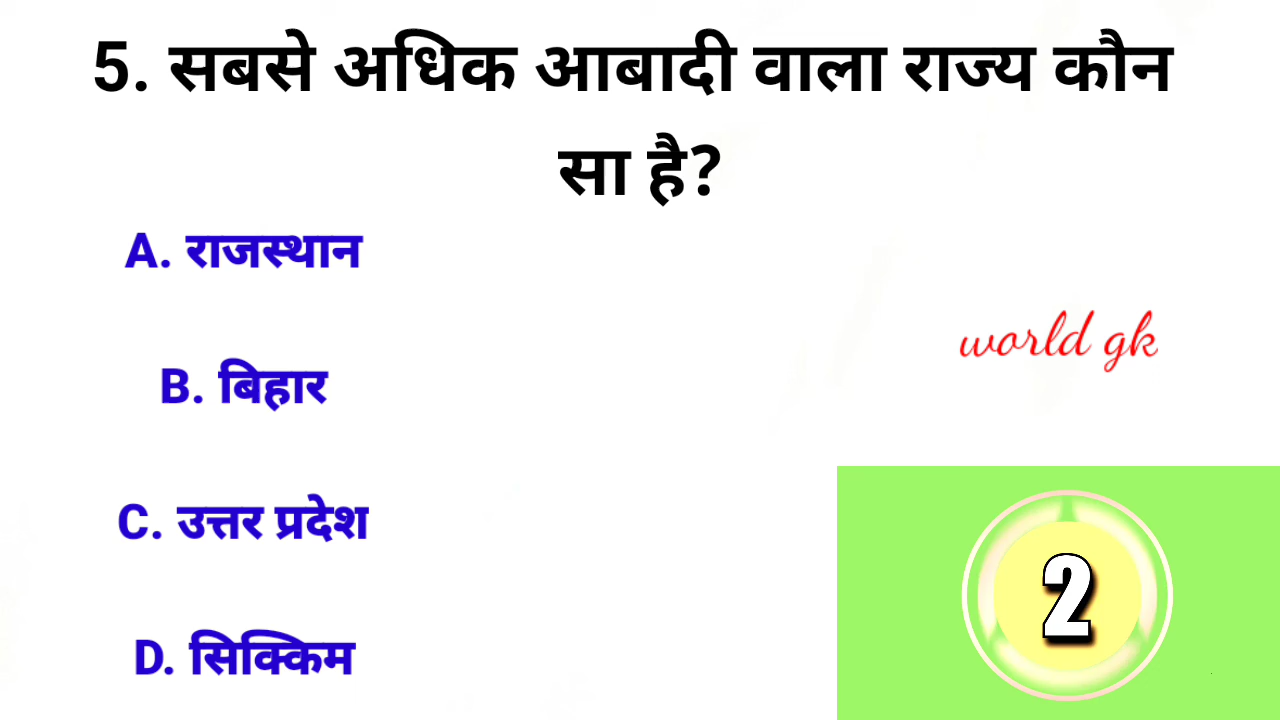 5. सबसे अधिक आबादी वाला राज्य कौन
सा है?
A. राजस्थान
B. बिहार
C. उत्तर प्रदेश
D. सिक्किम
world gk
2